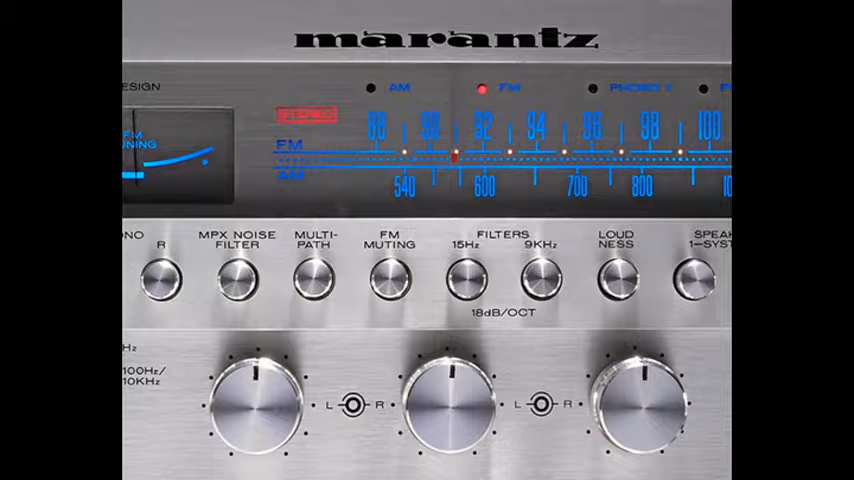 marantz
ESIGN
AM
FM
PHONO 1
STEREO
88 90 92 94 96 98 100
FM
AM
540 600 700 800 10
FM
UNING
ONO
R
MPX NOISE
FILTER
MULTI-
PATH
FM
MUTING
FILTERS
15Hz 9KHz
18dB/OCT
LOUD
NESS
SPEAK
1—SYST
Hz
100Hz/
10KHz
L R
L R